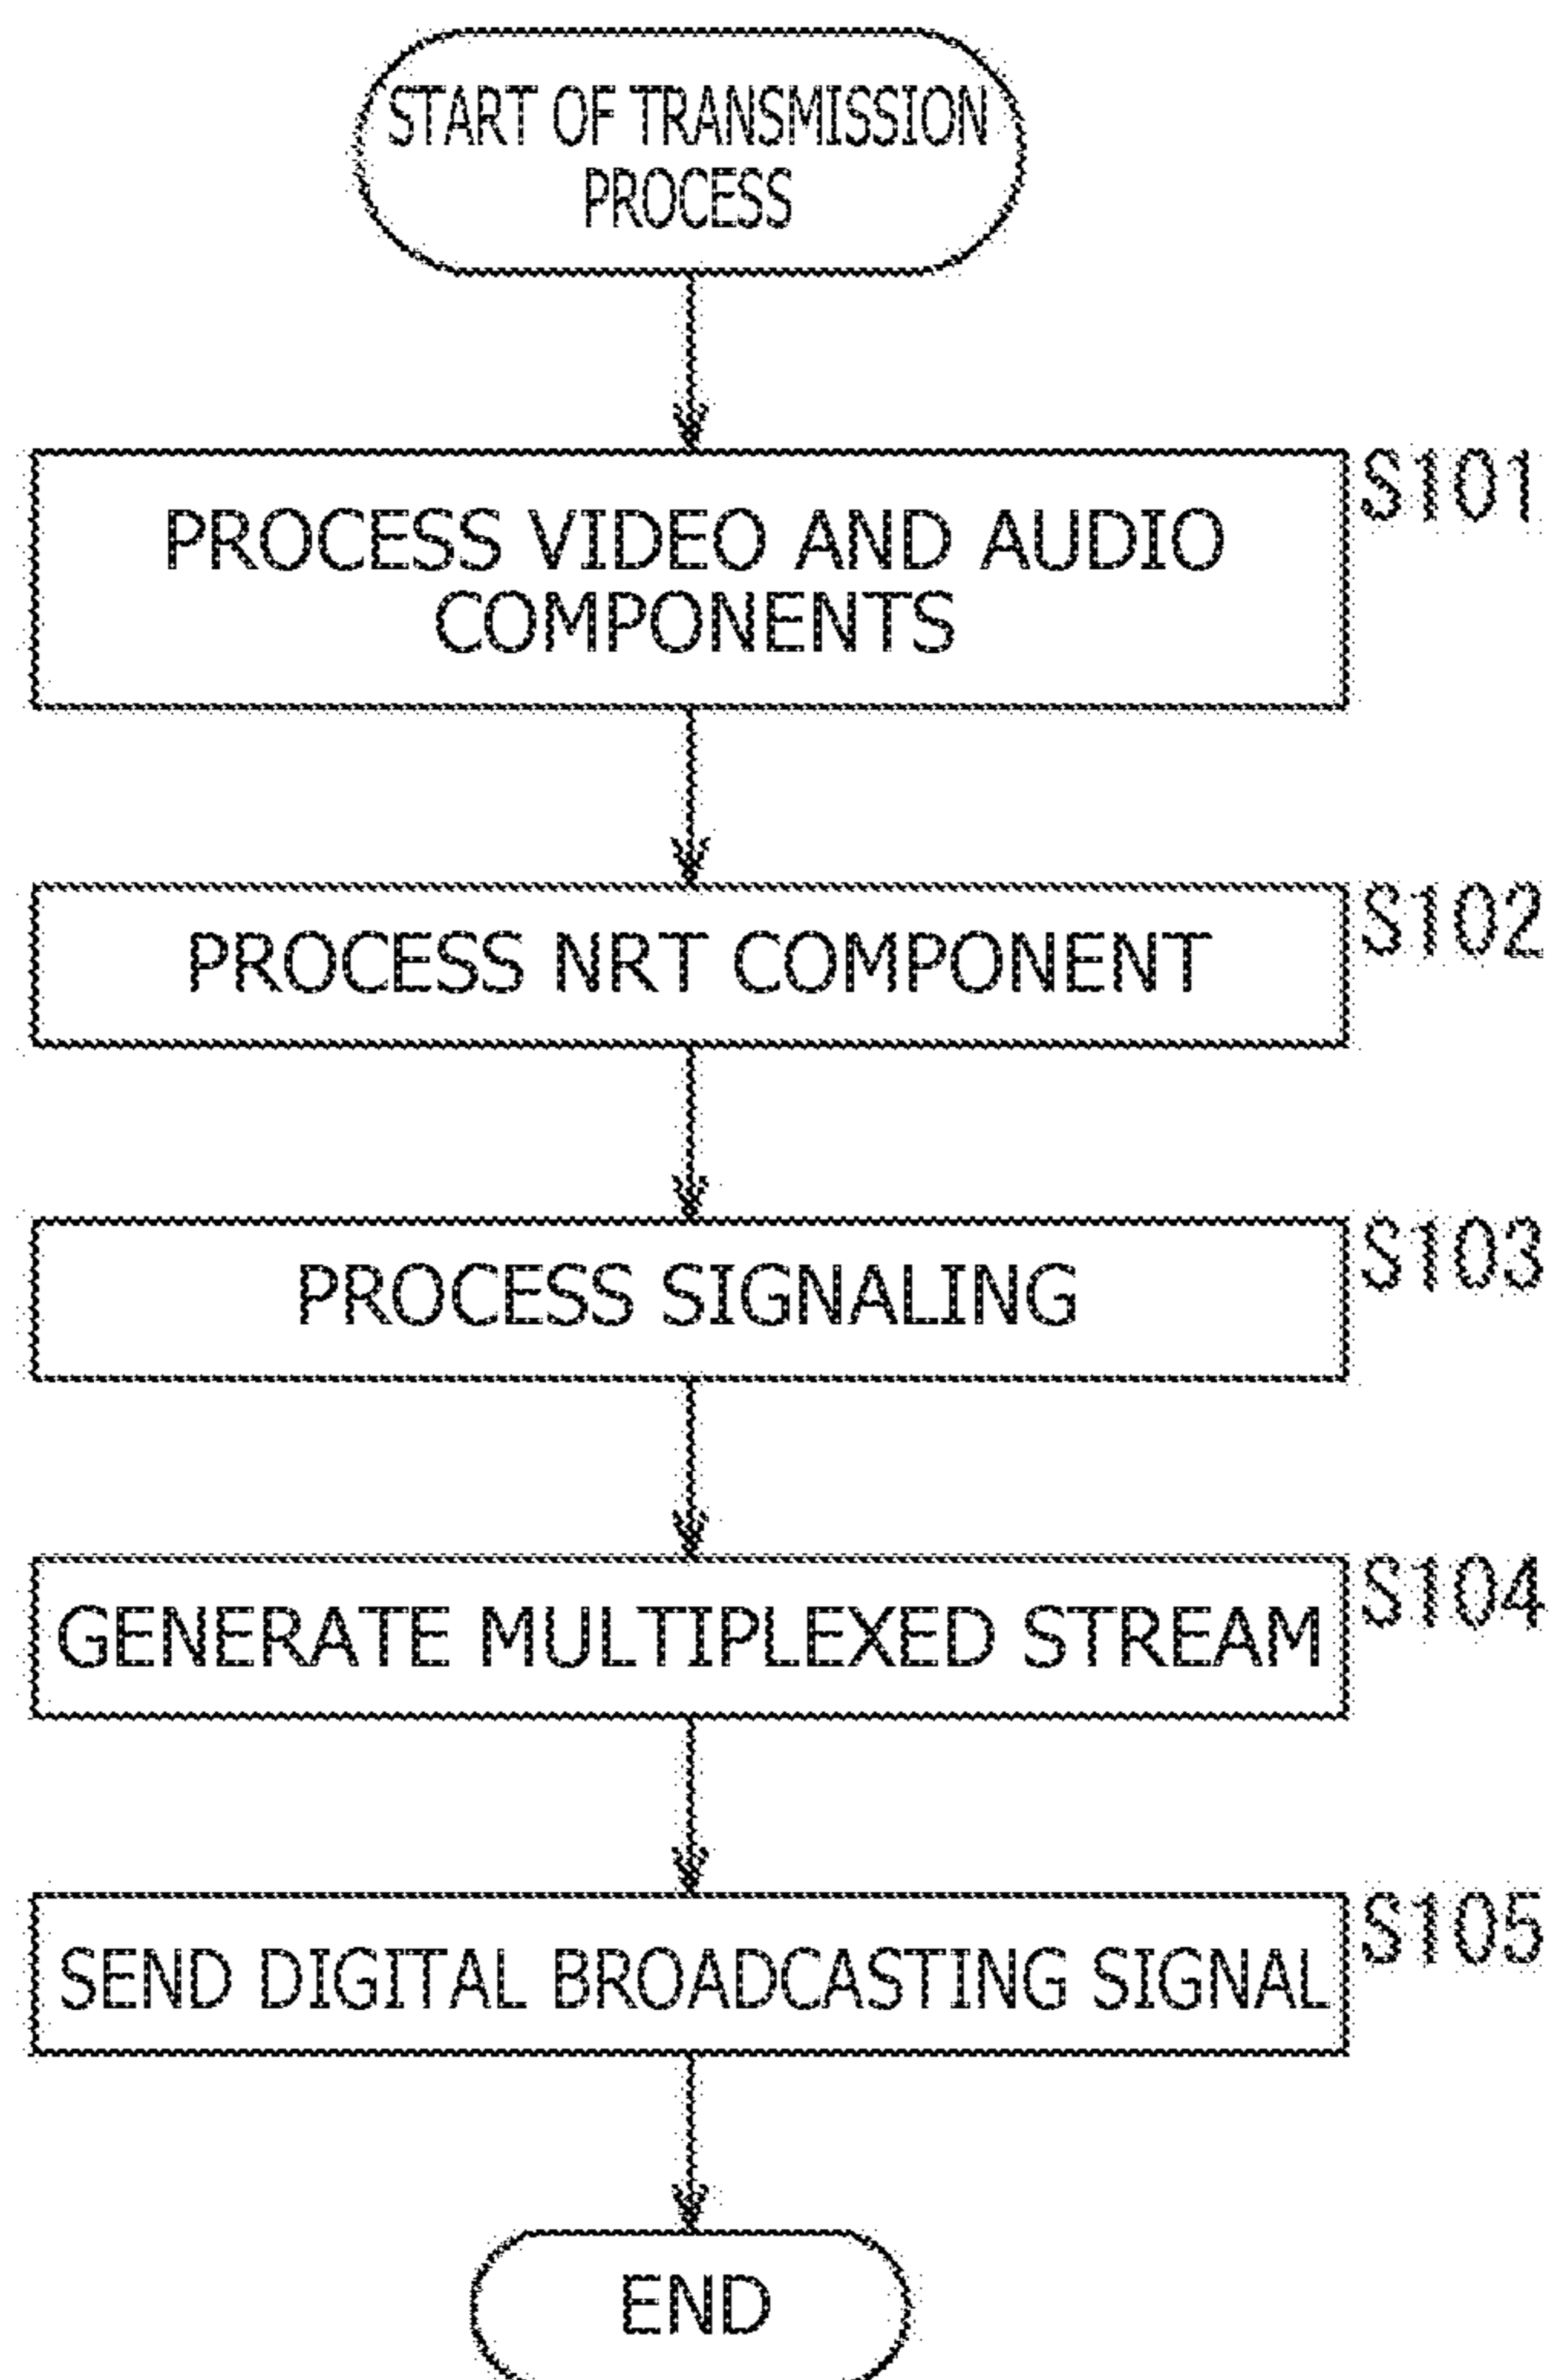 START OF TRANSMISSION
PROCESS
S101
PROCESS VIDEO AND AUDIO
COMPONENTS
S102
PROCESS NRT COMPONENT
S103
PROCESS SIGNALING
S104
GENERATE MULTIPLEXED STREAM
S105
SEND DIGITAL BROADCASTING SIGNAL
END